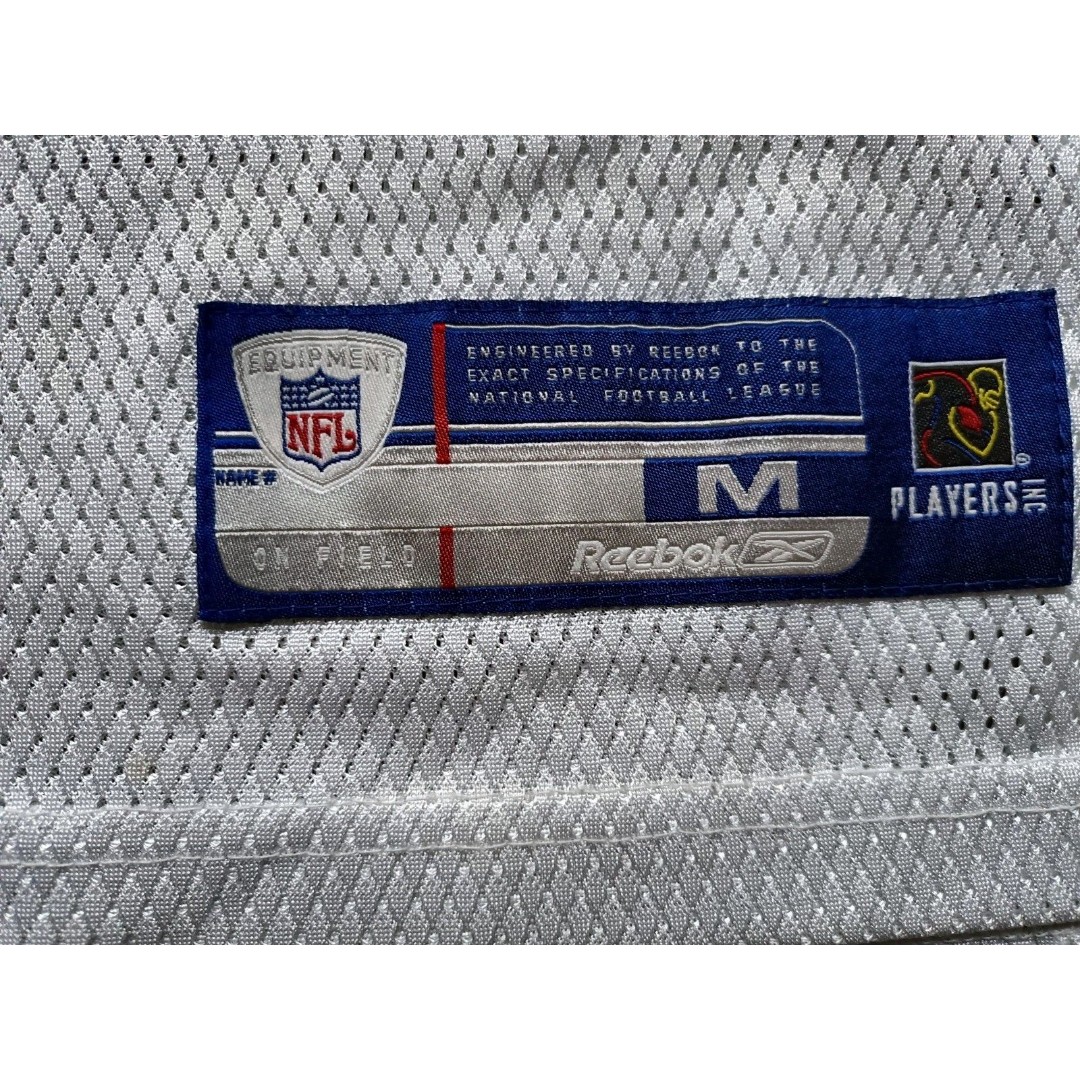 EQUIPMENT
NFL
ENGINEERED BY REEBOK TO THE
EXACT SPECIFICATIONS OF THE
NATIONAL FOOTBALL LEAGUE
NAME #
M
ON FIELD
Reebok
PLAYERS INC
®